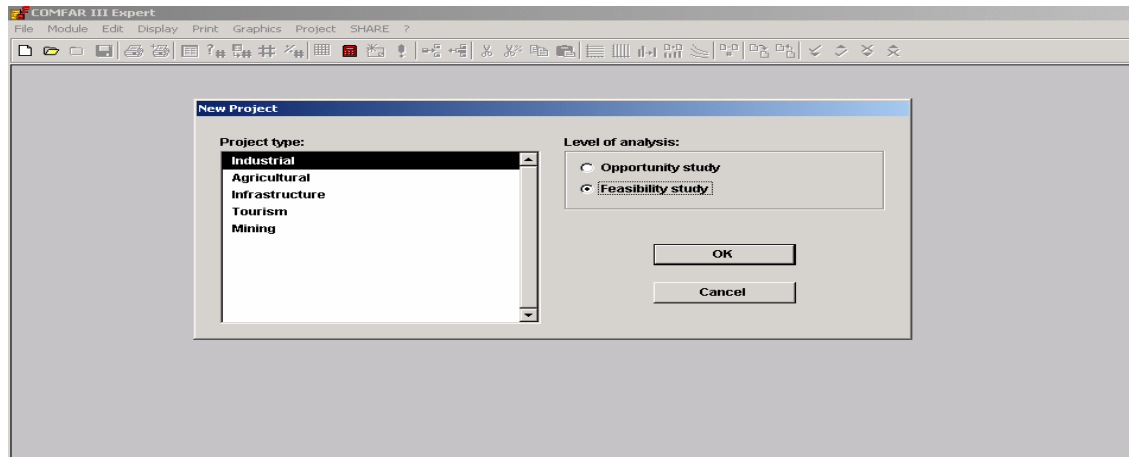 COMFAR III Expert
File Module Edit Display Print Graphics Project SHARE ?
New Project
Project type:
Industrial
Agricultural
Infrastructure
Tourism
Mining
Level of analysis:
Opportunity study
Feasibility study
OK
Cancel